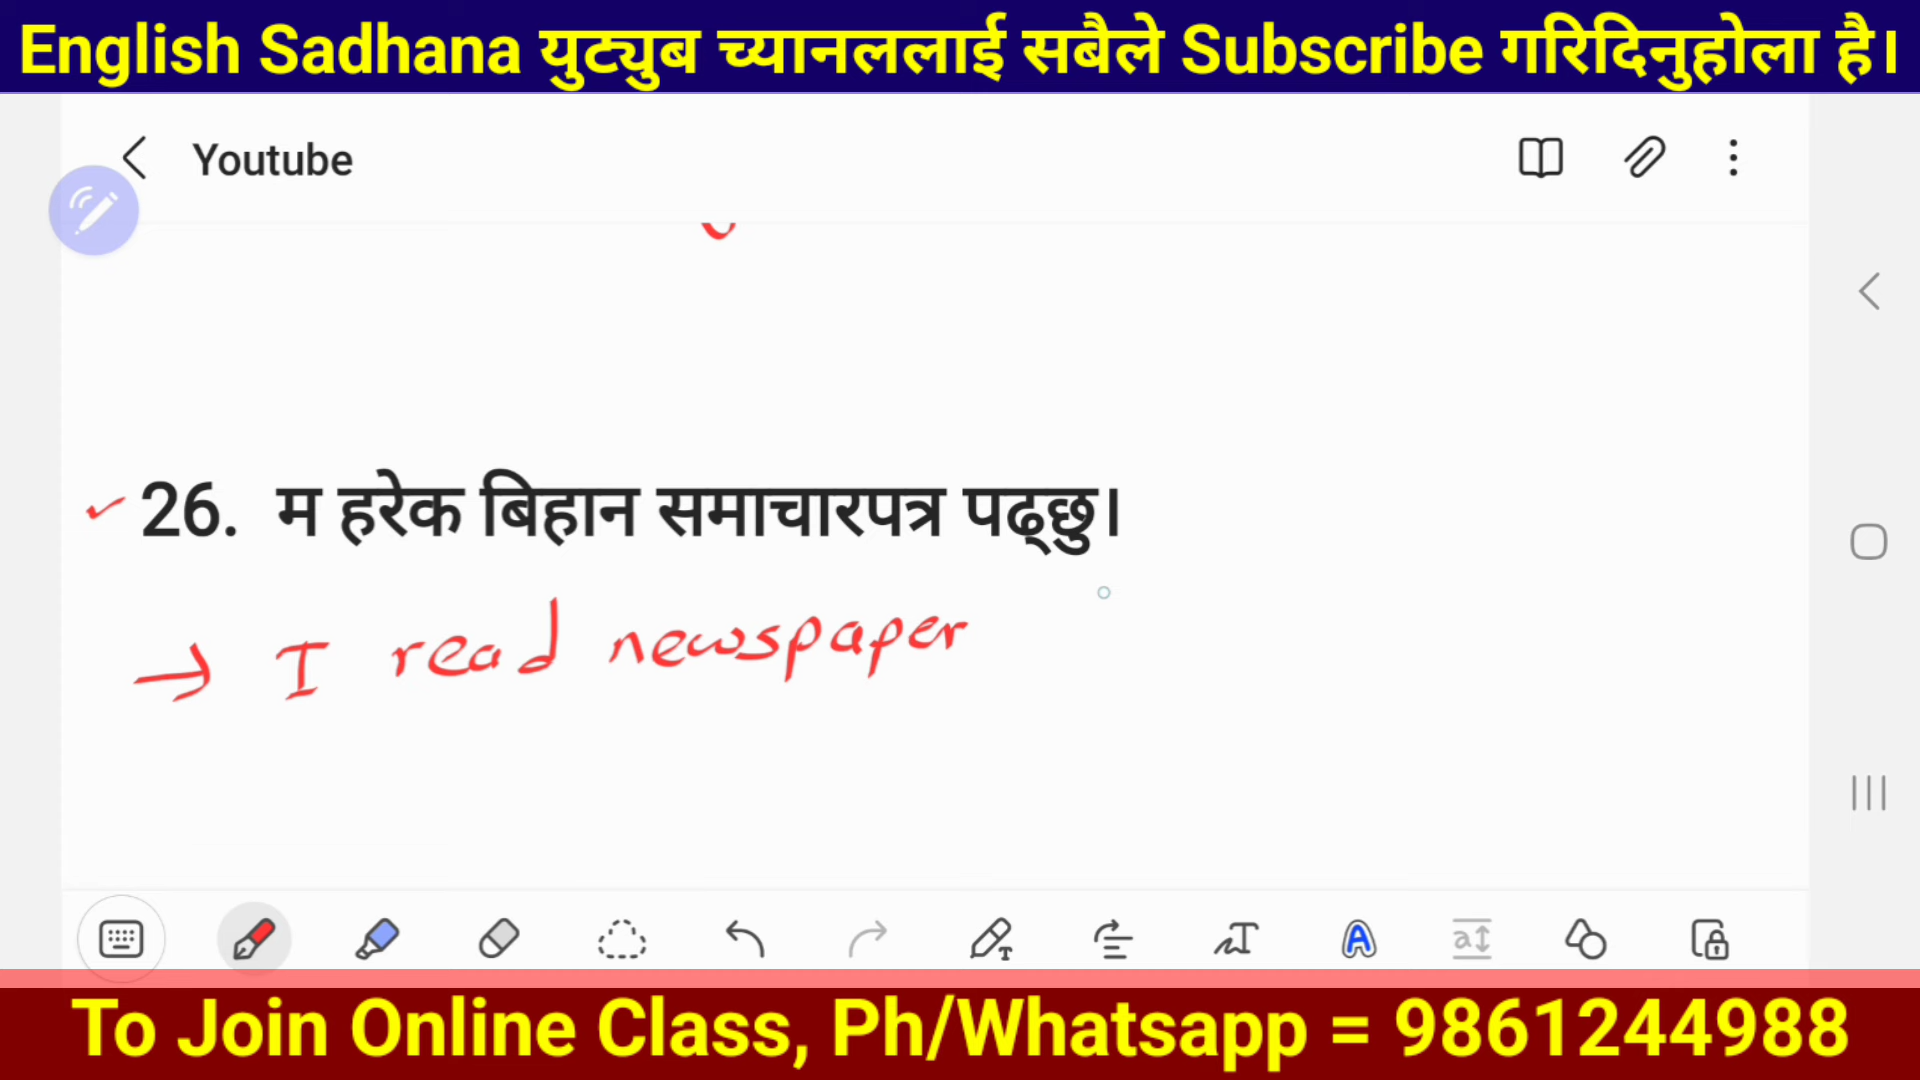 English Sadhana युट्युब च्यानललाई सबैले Subscribe गरिदिनुहोला है।
Youtube
26. म हरेक बिहान समाचारपत्र पढ्छु।
→ I read newspaper
To Join Online Class, Ph/Whatsapp = 9861244988